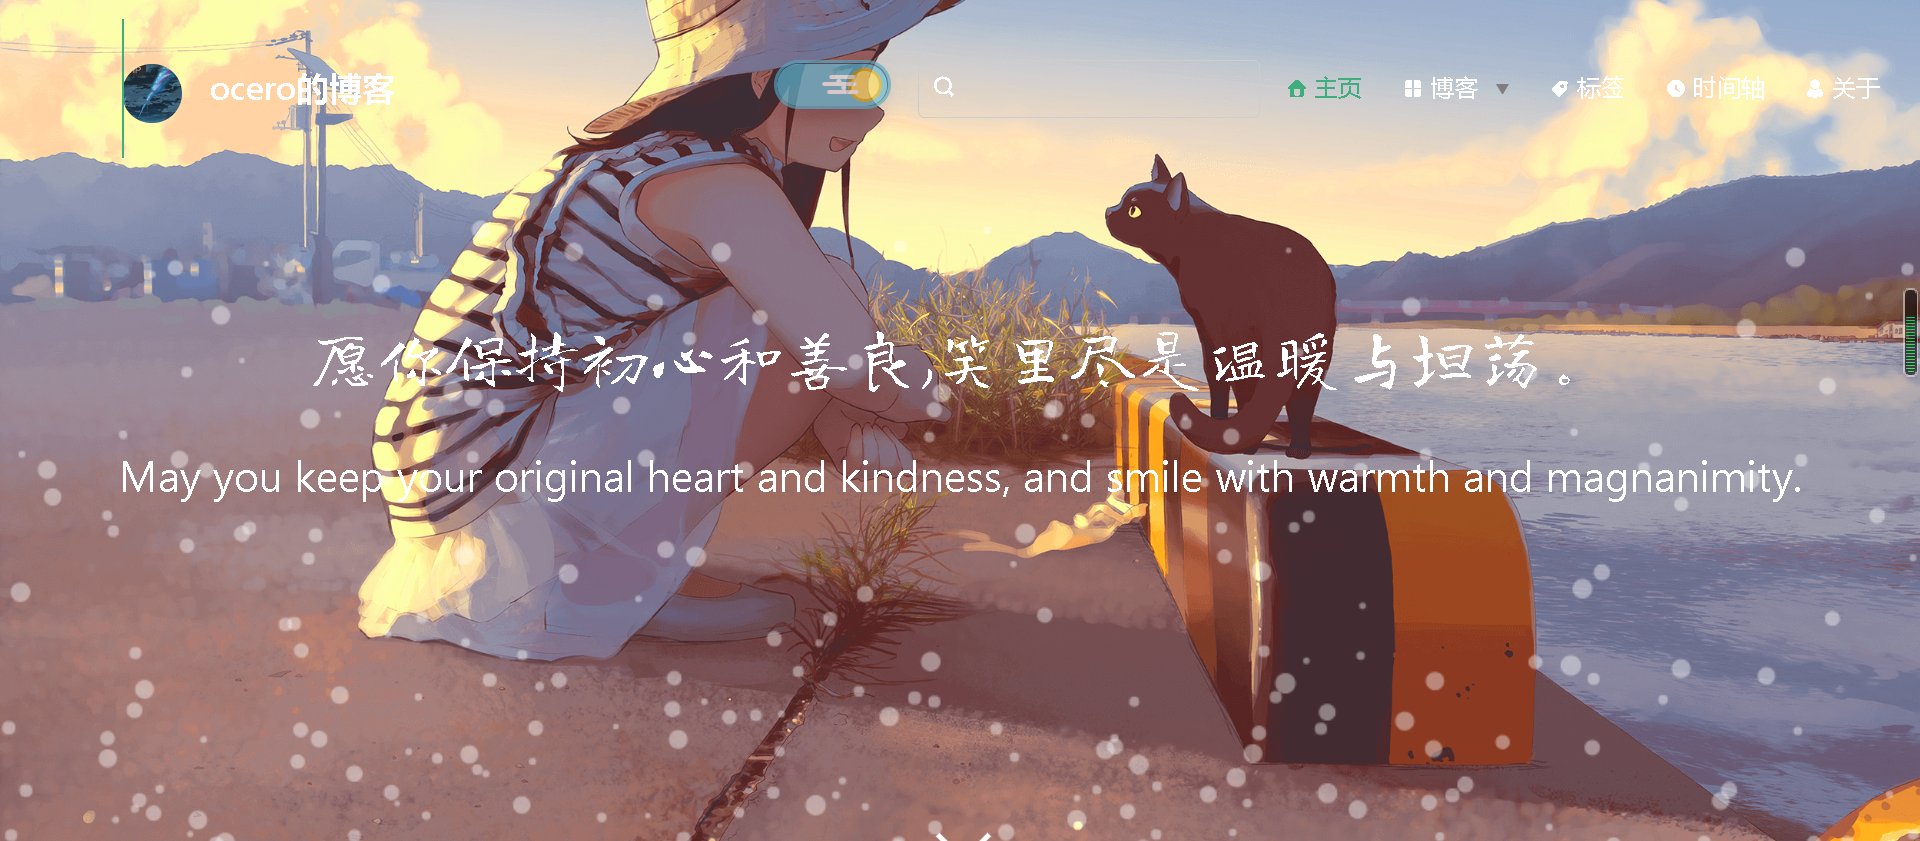 ocero的博客
主页
博客
标签
时间轴
关于
愿你保持初心和善良,笑里尽是温暖与坦荡。
May you keep your original heart and kindness, and smile with warmth and magnanimity.